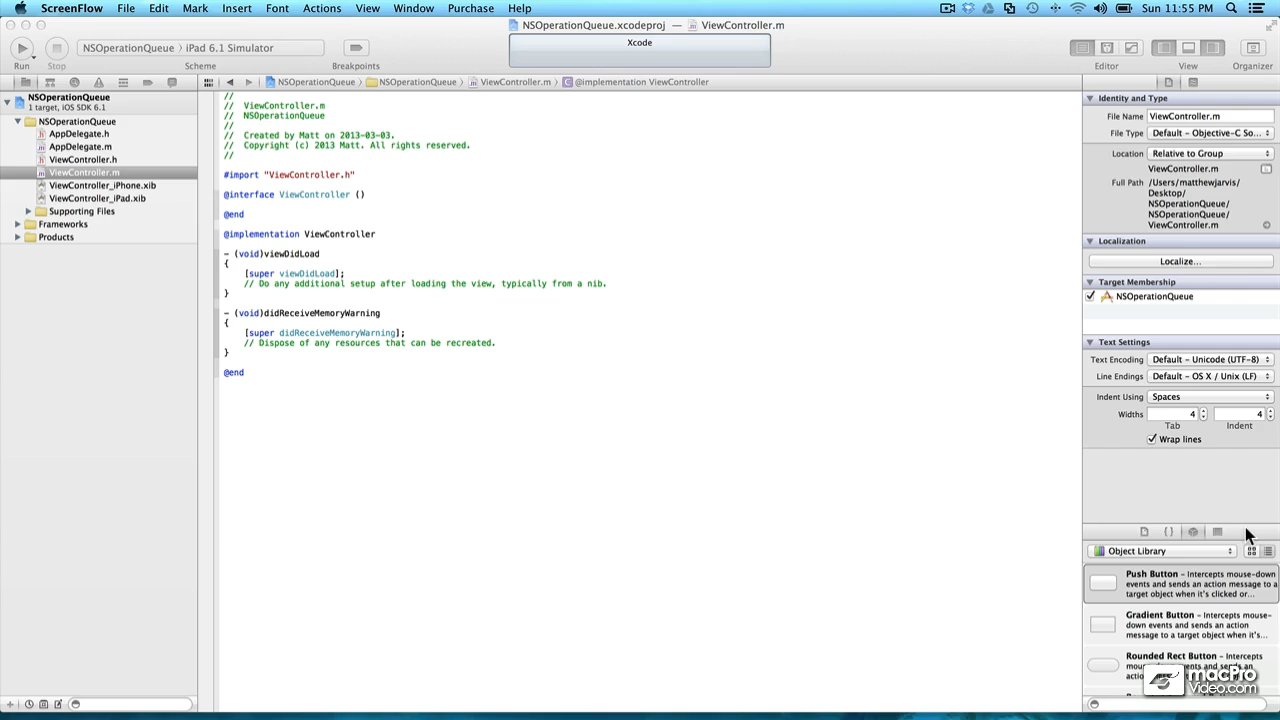 ScreenFlow File Edit Mark Insert Font Actions View Window Purchase Help Sun 11:55 PM
NSOperationQueue.xcodeproj — ViewController.m
NSOperationQueue › iPad 6.1 Simulator
Xcode
Run Stop Scheme Breakpoints Editor View Organizer
NSOperationQueue NSOperationQueue ViewController.m @implementation ViewController
NSOperationQueue
1 target, iOS SDK 6.1
NSOperationQueue
AppDelegate.h
AppDelegate.m
ViewController.h
ViewController.m
ViewController_iPhone.xib
ViewController_iPad.xib
Supporting Files
Frameworks
Products
//
// ViewController.m
// NSOperationQueue
//
// Created by Matt on 2013-03-03.
// Copyright (c) 2013 Matt. All rights reserved.
//
#import "ViewController.h"
@interface ViewController ()
@end
@implementation ViewController
- (void)viewDidLoad
{
[super viewDidLoad];
// Do any additional setup after loading the view, typically from a nib.
}
- (void)didReceiveMemoryWarning
{
[super didReceiveMemoryWarning];
// Dispose of any resources that can be recreated.
}
@end
Identity and Type
File Name ViewController.m
File Type Default - Objective-C So...
Location Relative to Group
ViewController.m
Full Path /Users/matthewjarvis/
Desktop/
NSOperationQueue/
NSOperationQueue/
ViewController.m
Localization
Localize...
Target Membership
NSOperationQueue
Text Settings
Text Encoding Default - Unicode (UTF-8)
Line Endings Default - OS X / Unix (LF)
Indent Using Spaces
Widths 4 4
Tab Indent
Wrap lines
{}
Object Library
Push Button - Intercepts mouse-down
events and sends an action message to a
target object when it's clicked or...
Gradient Button - Intercepts mouse-
down events and sends an action
message to a target object when it's...
Rounded Rect Button - Intercepts
macProVideo.com